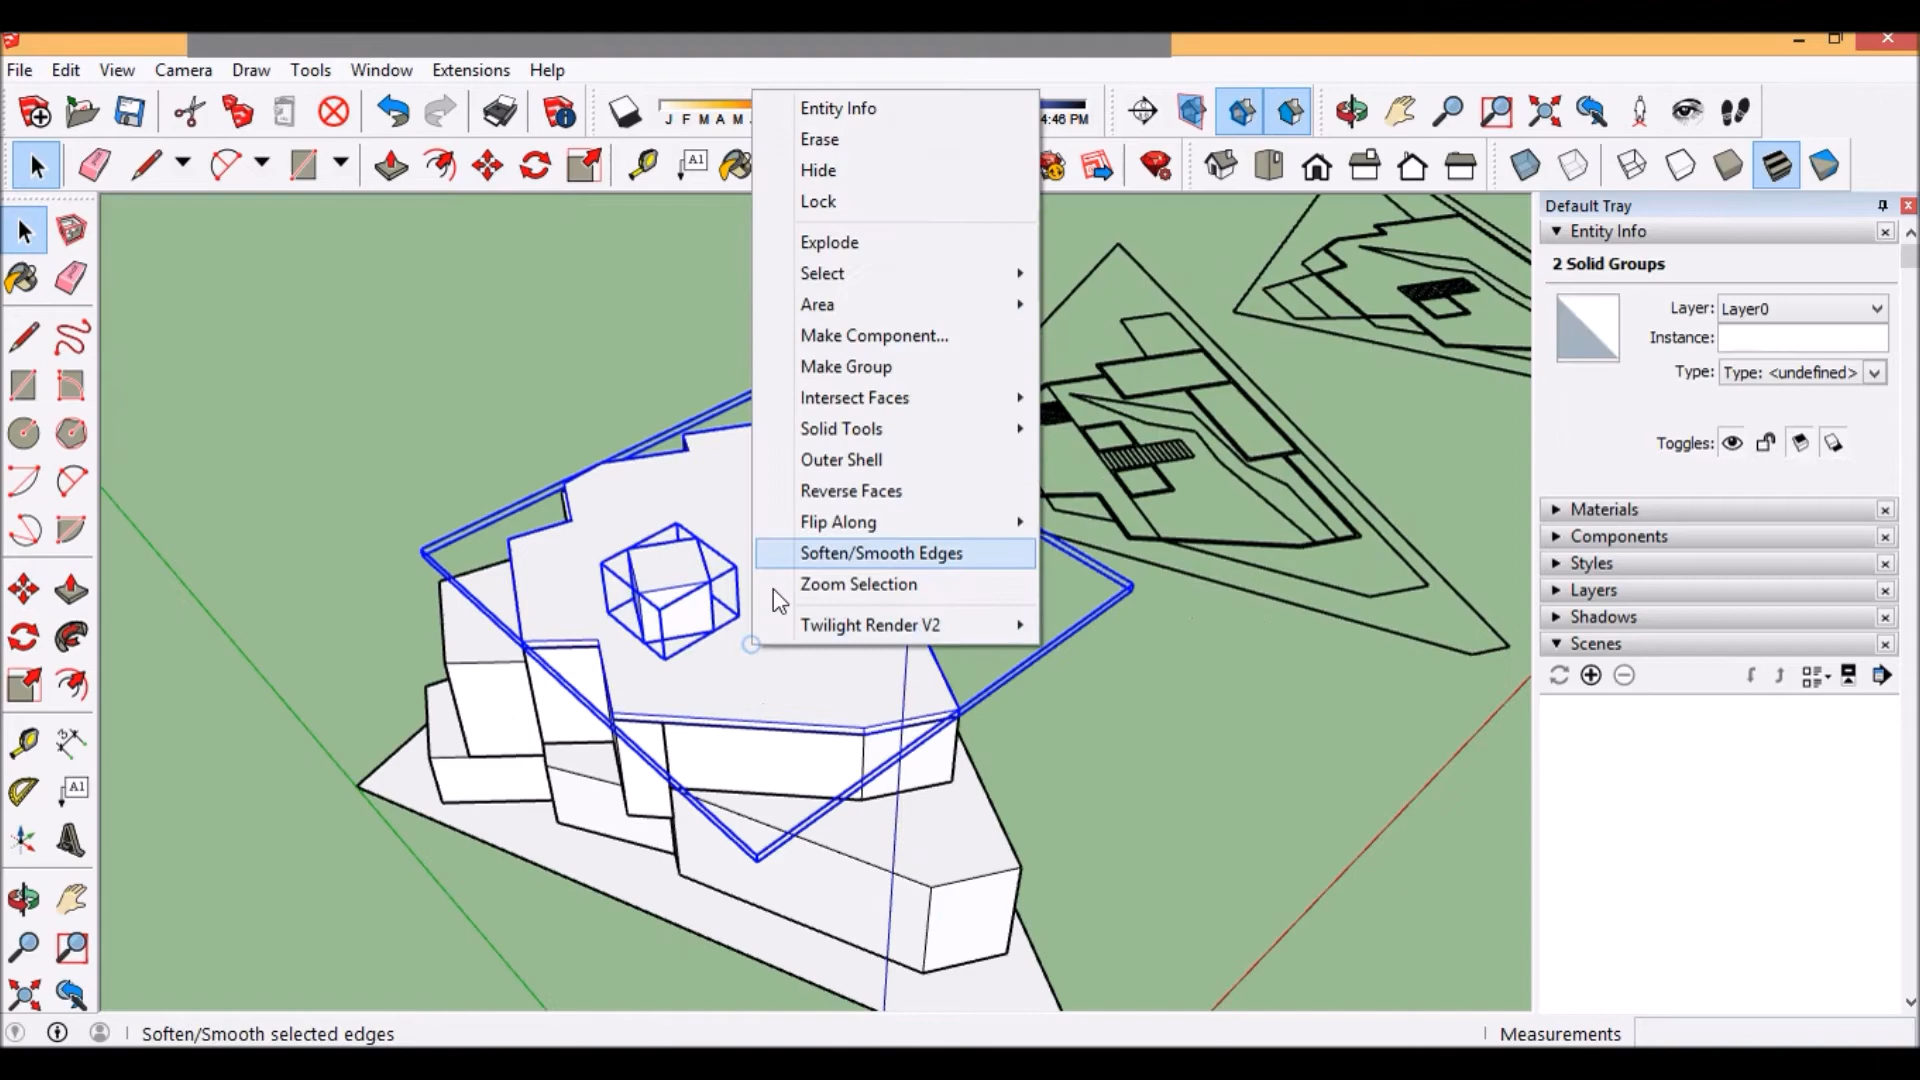 File Edit View Camera Draw Tools Window Extensions Help
J F M A M J
4:46 PM
A1
Entity Info
Erase
Hide
Lock
Explode
Select
Area
Make Component...
Make Group
Intersect Faces
Solid Tools
Outer Shell
Reverse Faces
Flip Along
Soften/Smooth Edges
Zoom Selection
Twilight Render V2
Default Tray
Entity Info
2 Solid Groups
Layer: Layer0
Instance:
Type: Type: <undefined>
Toggles:
Materials
Components
Styles
Layers
Shadows
Scenes
A1
Soften/Smooth selected edges
Measurements